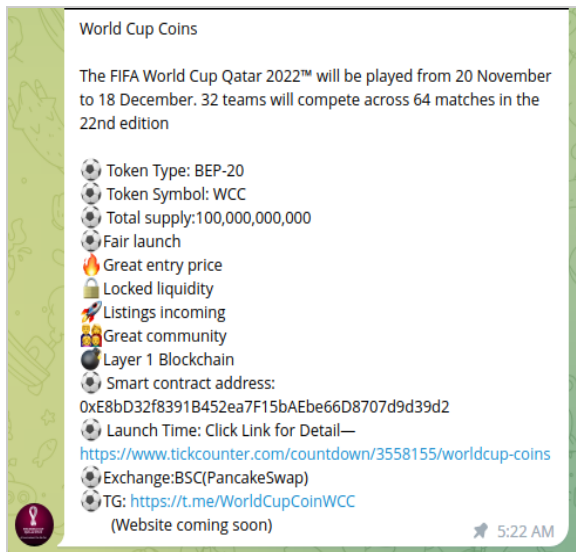 World Cup Coins
The FIFA World Cup Qatar 2022™ will be played from 20 November
to 18 December. 32 teams will compete across 64 matches in the
22nd edition
⚽ Token Type: BEP-20
⚽ Token Symbol: WCC
⚽ Total supply:100,000,000,000
⚽Fair launch
🔥Great entry price
🔒Locked liquidity
🚀Listings incoming
👨‍👩‍👧‍👦Great community
💣Layer 1 Blockchain
⚽ Smart contract address:
0xE8bD32f8391B452ea7F15bAEbe66D8707d9d39d2
⚽ Launch Time: Click Link for Detail—
https://www.tickcounter.com/countdown/3558155/worldcup-coins
⚽Exchange:BSC(PancakeSwap)
⚽TG: https://t.me/WorldCupCoinWCC
(Website coming soon)
5:22 AM